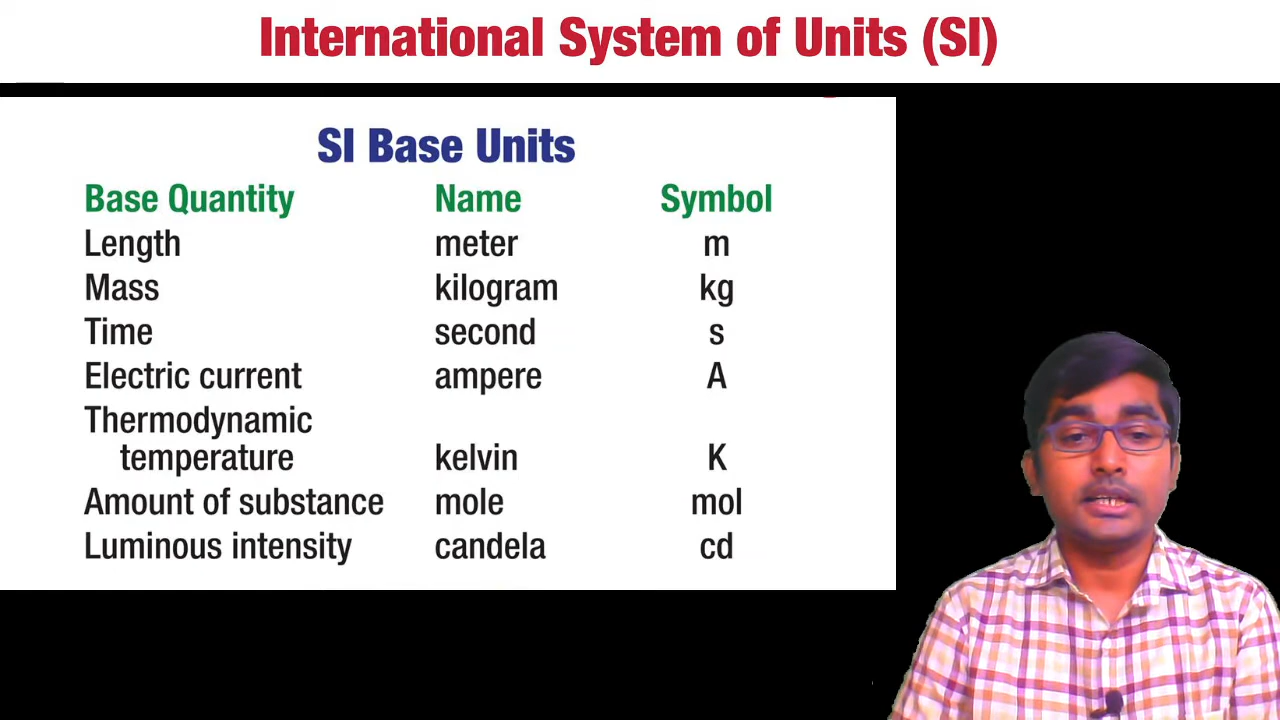 International System of Units (SI)
SI Base Units
Base Quantity Name Symbol
Length meter m
Mass kilogram kg
Time second s
Electric current ampere A
Thermodynamic
temperature kelvin K
Amount of substance mole mol
Luminous intensity candela cd